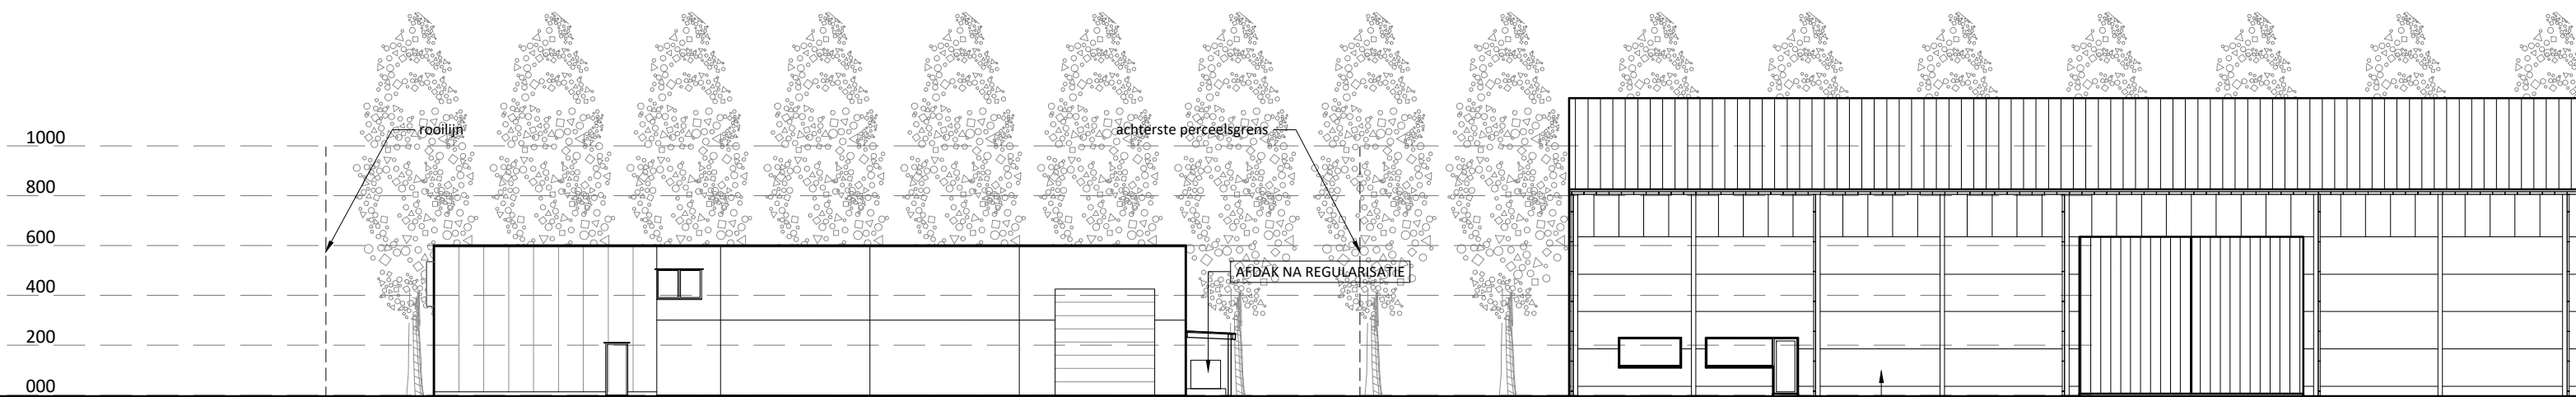 rooilijn
achterste perceelsgrens
1000
800
600
AFDAK NA REGULARISATIE
400
200
000